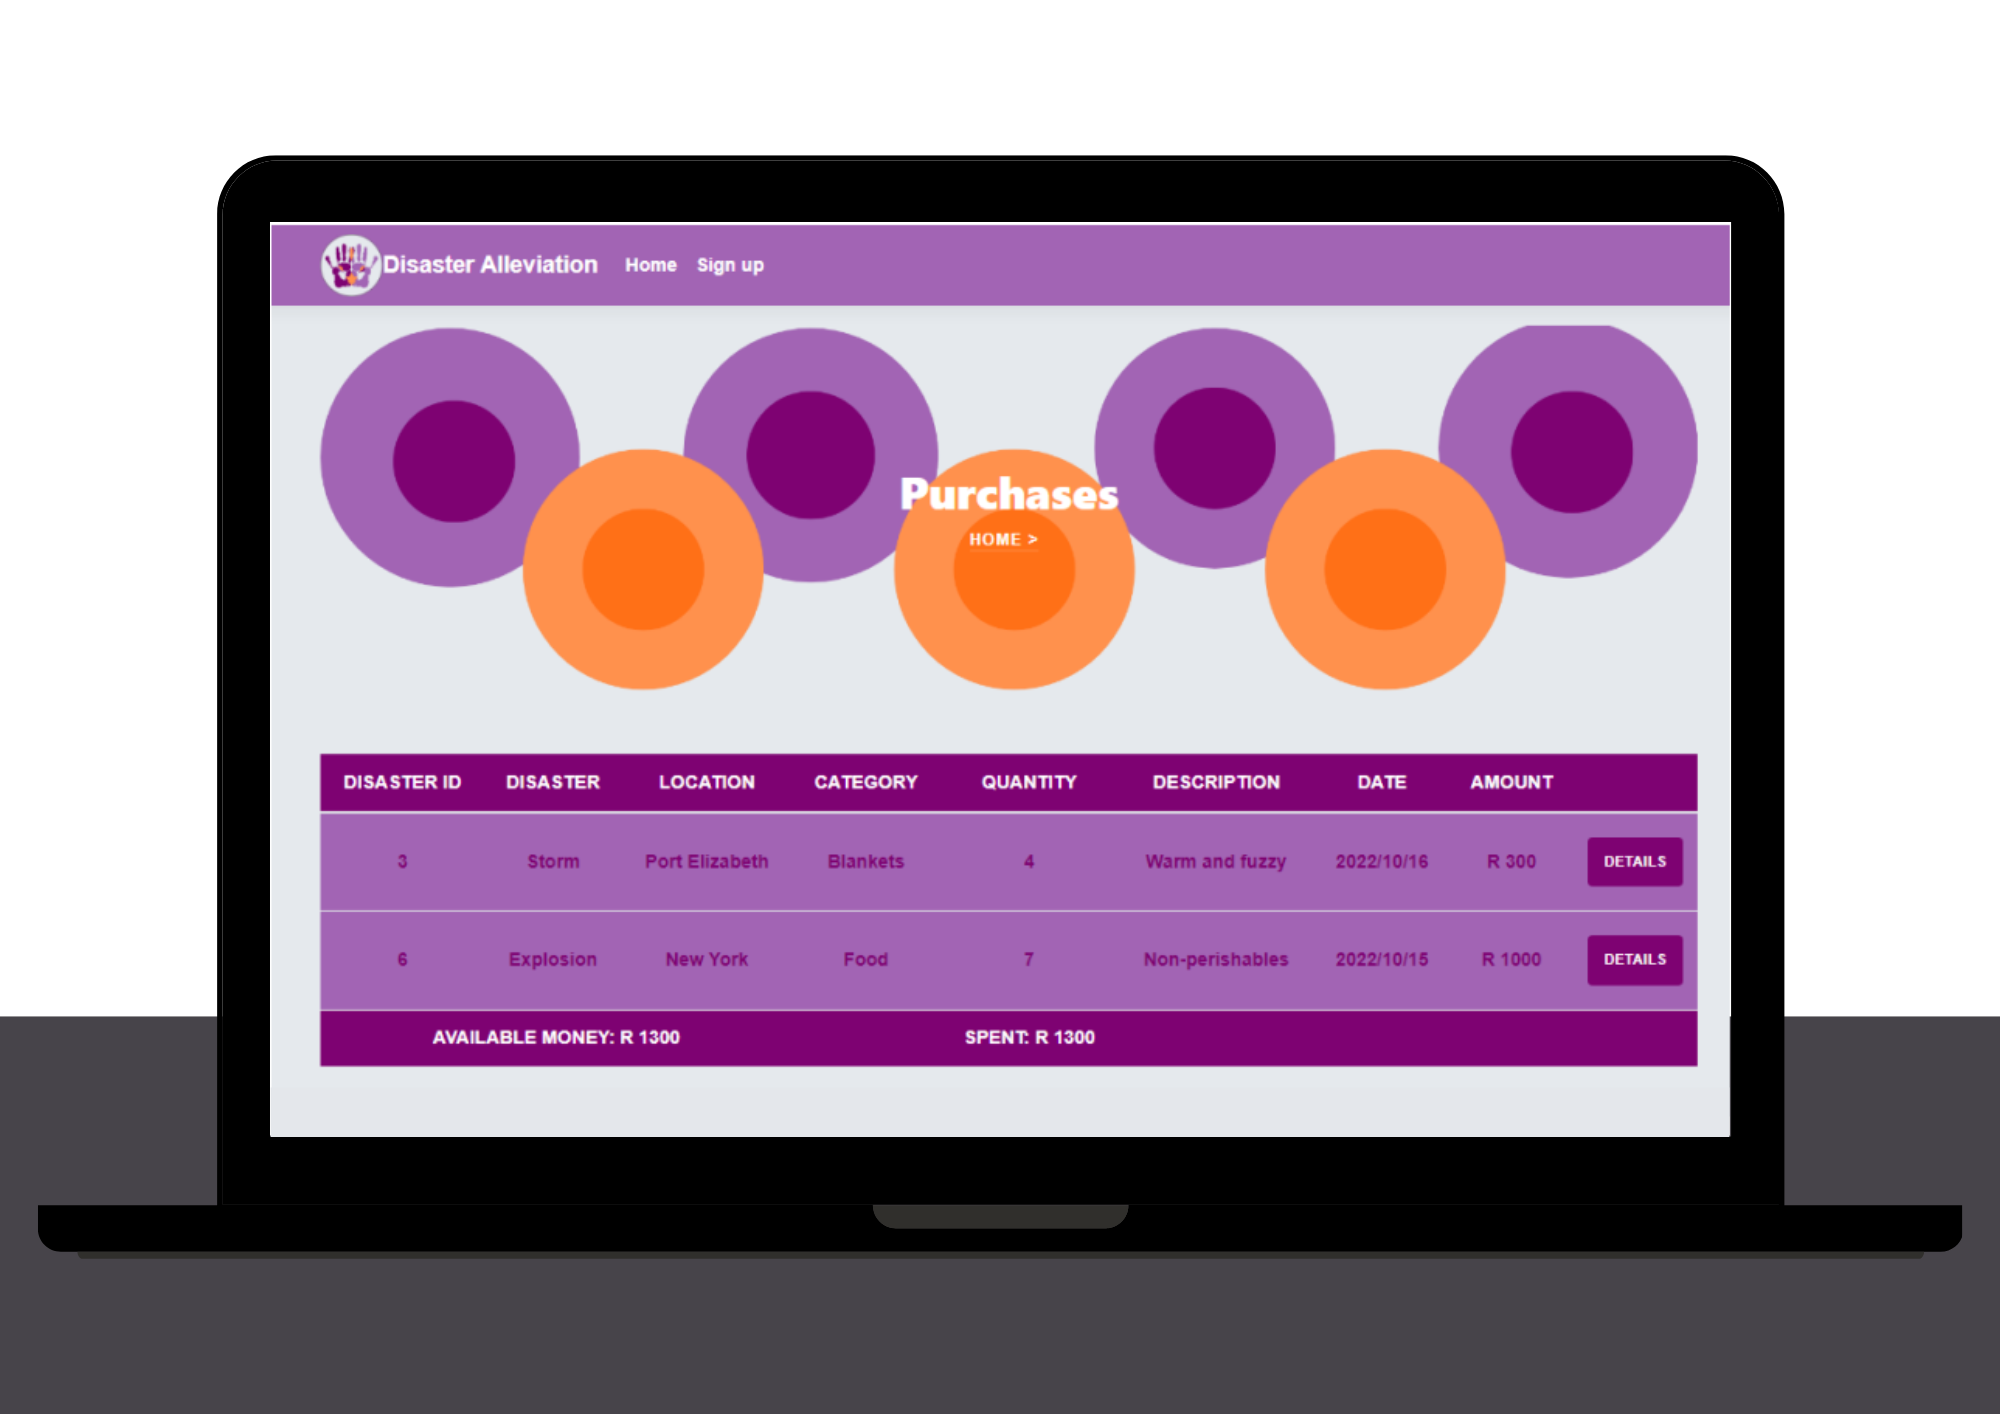 Disaster Alleviation Home Sign up
Purchases
HOME >
DISASTER ID DISASTER LOCATION CATEGORY QUANTITY DESCRIPTION DATE AMOUNT
3 Storm Port Elizabeth Blankets 4 Warm and fuzzy 2022/10/16 R 300 DETAILS
6 Explosion New York Food 7 Non-perishables 2022/10/15 R 1000 DETAILS
AVAILABLE MONEY: R 1300 SPENT: R 1300